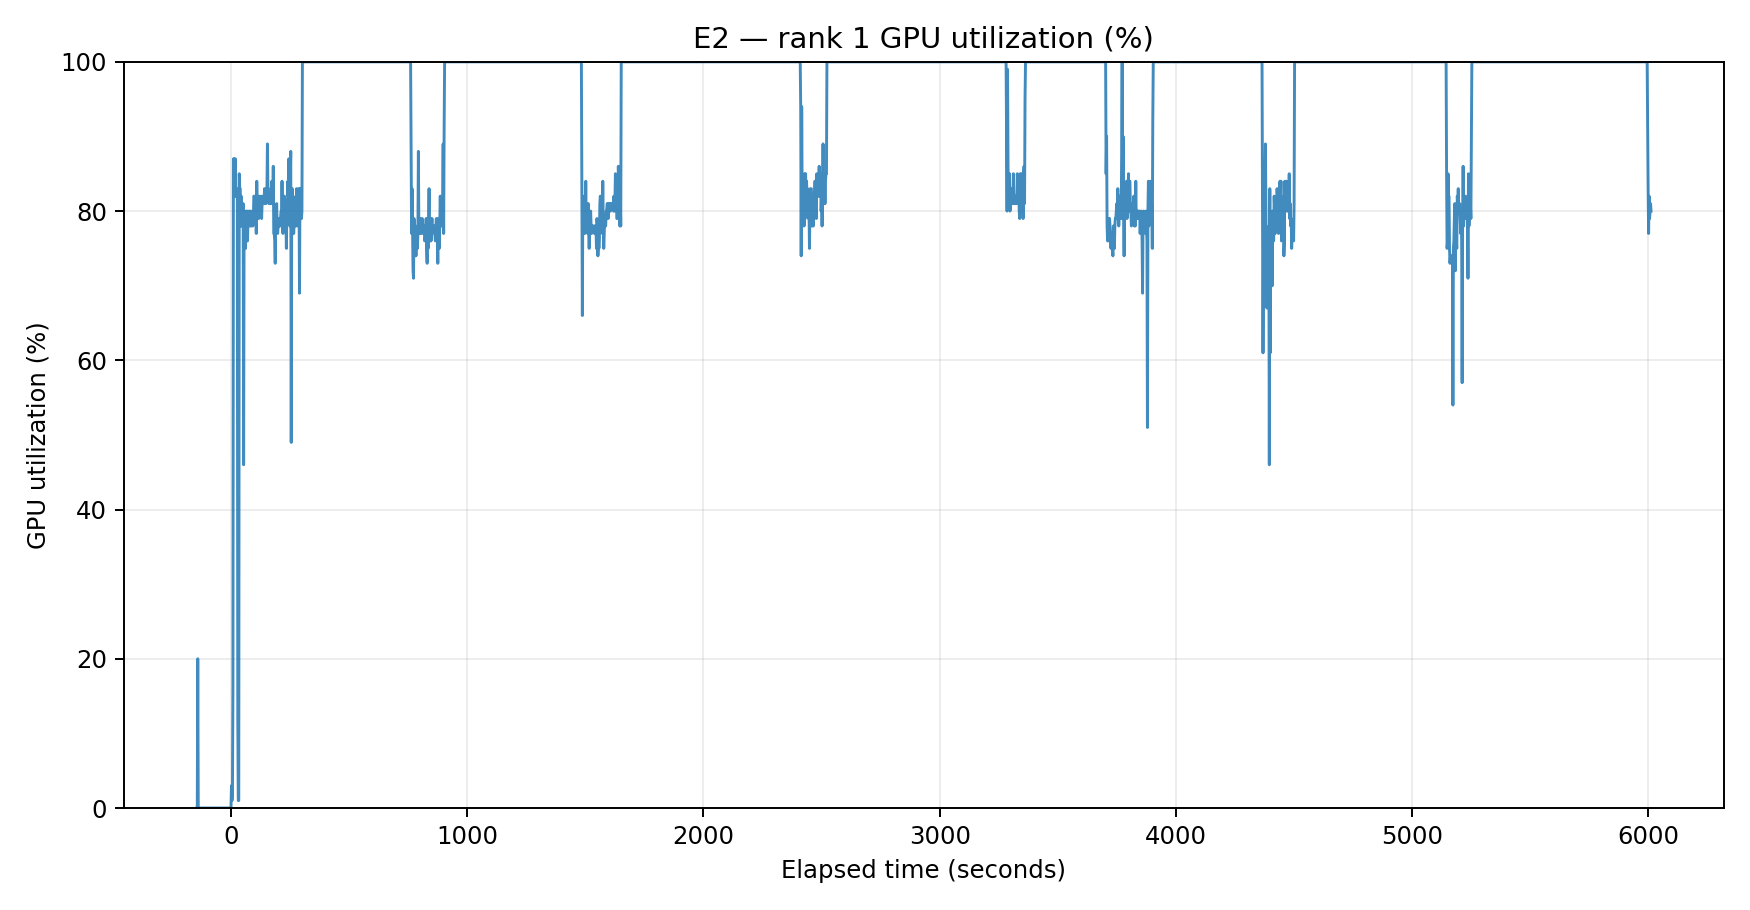 E2 — rank 1 GPU utilization (%)
100
80
60
40
20
0
GPU utilization (%)
0 1000 2000 3000 4000 5000 6000
Elapsed time (seconds)